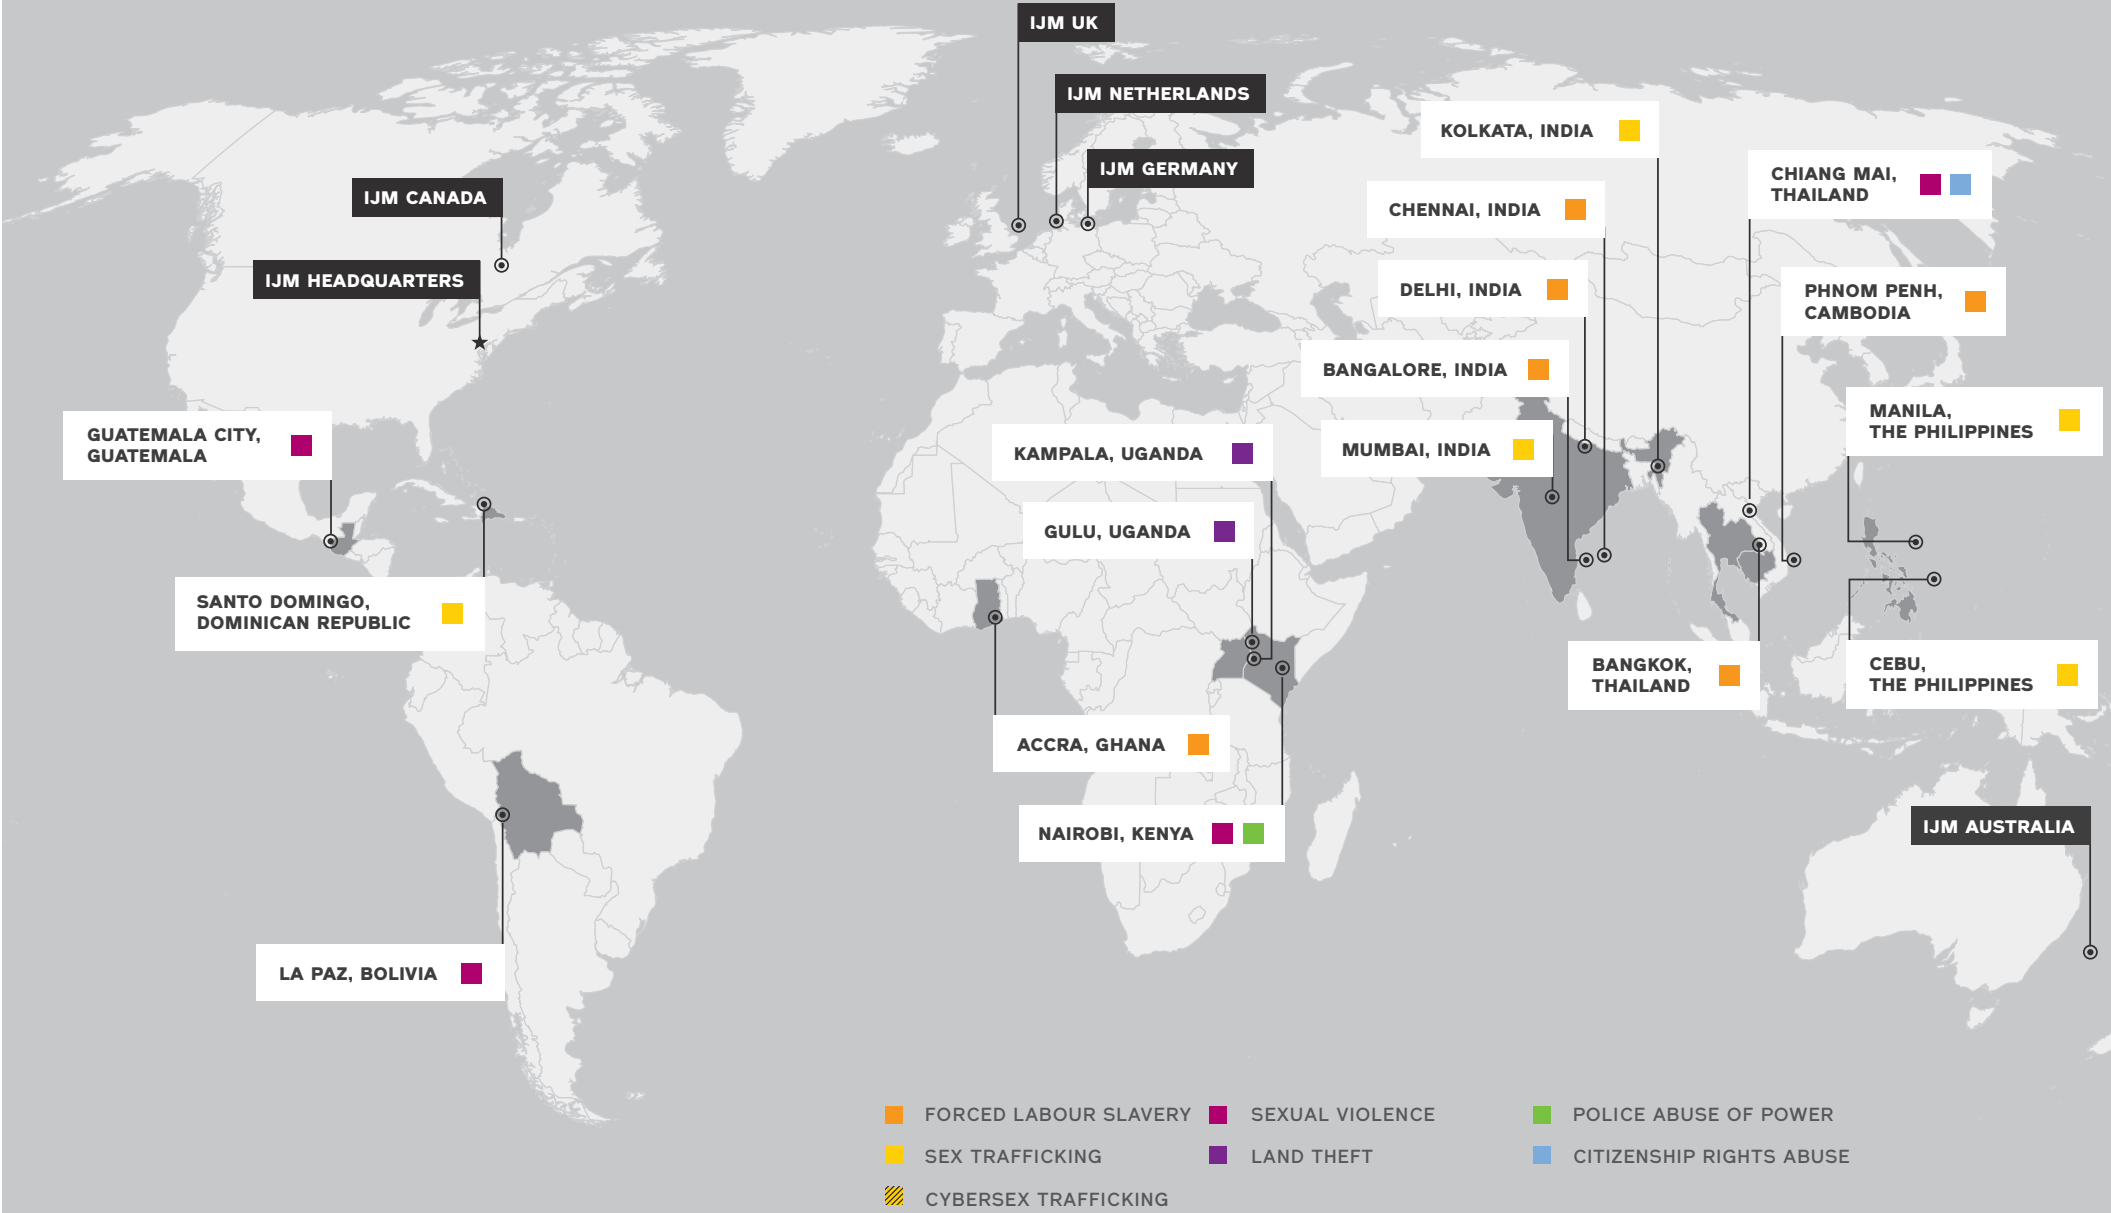 IJM UK
IJM NETHERLANDS
IJM GERMANY
IJM CANADA
IJM HEADQUARTERS
KOLKATA, INDIA
CHENNAI, INDIA
DELHI, INDIA
BANGALORE, INDIA
MUMBAI, INDIA
CHIANG MAI,
THAILAND
PHNOM PENH,
CAMBODIA
MANILA,
THE PHILIPPINES
GUATEMALA CITY,
GUATEMALA
KAMPALA, UGANDA
GULU, UGANDA
SANTO DOMINGO,
DOMINICAN REPUBLIC
BANGKOK,
THAILAND
CEBU,
THE PHILIPPINES
ACCRA, GHANA
NAIROBI, KENYA
IJM AUSTRALIA
LA PAZ, BOLIVIA
FORCED LABOUR SLAVERY
SEX TRAFFICKING
CYBERSEX TRAFFICKING
SEXUAL VIOLENCE
LAND THEFT
POLICE ABUSE OF POWER
CITIZENSHIP RIGHTS ABUSE